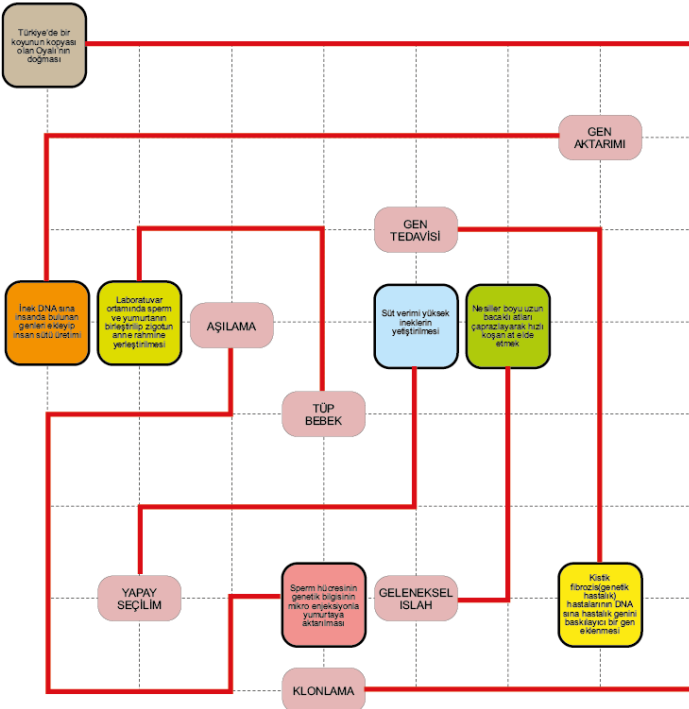 Türkiye'de bir
koyunun kopyası
olan Oyalı'nın
doğması
GEN
AKTARIMI
GEN
TEDAVİSİ
İnek DNA sına
insanda bulunan
genleri ekleyip
insan sütü üretimi
Laboratuvar
ortamında sperm
ve yumurtanın
birleştirilip zigotun
anne rahmine
yerleştirilmesi
AŞILAMA
Süt verimi yüksek
ineklerin
yetiştirilmesi
Nesiller boyu uzun
bacaklı atları
çaprazlayarak hızlı
koşan at elde
etmek
TÜP
BEBEK
YAPAY
SEÇİLİM
Sperm hücresinin
genetik bilgisinin
mikro enjeksiyonla
yumurtaya
aktarılması
GELENEKSEL
ISLAH
Kistik
fibrozis(genetik
hastalık)
hastalarının DNA
sına hastalık genini
baskılayıcı bir gen
eklenmesi
KLONLAMA